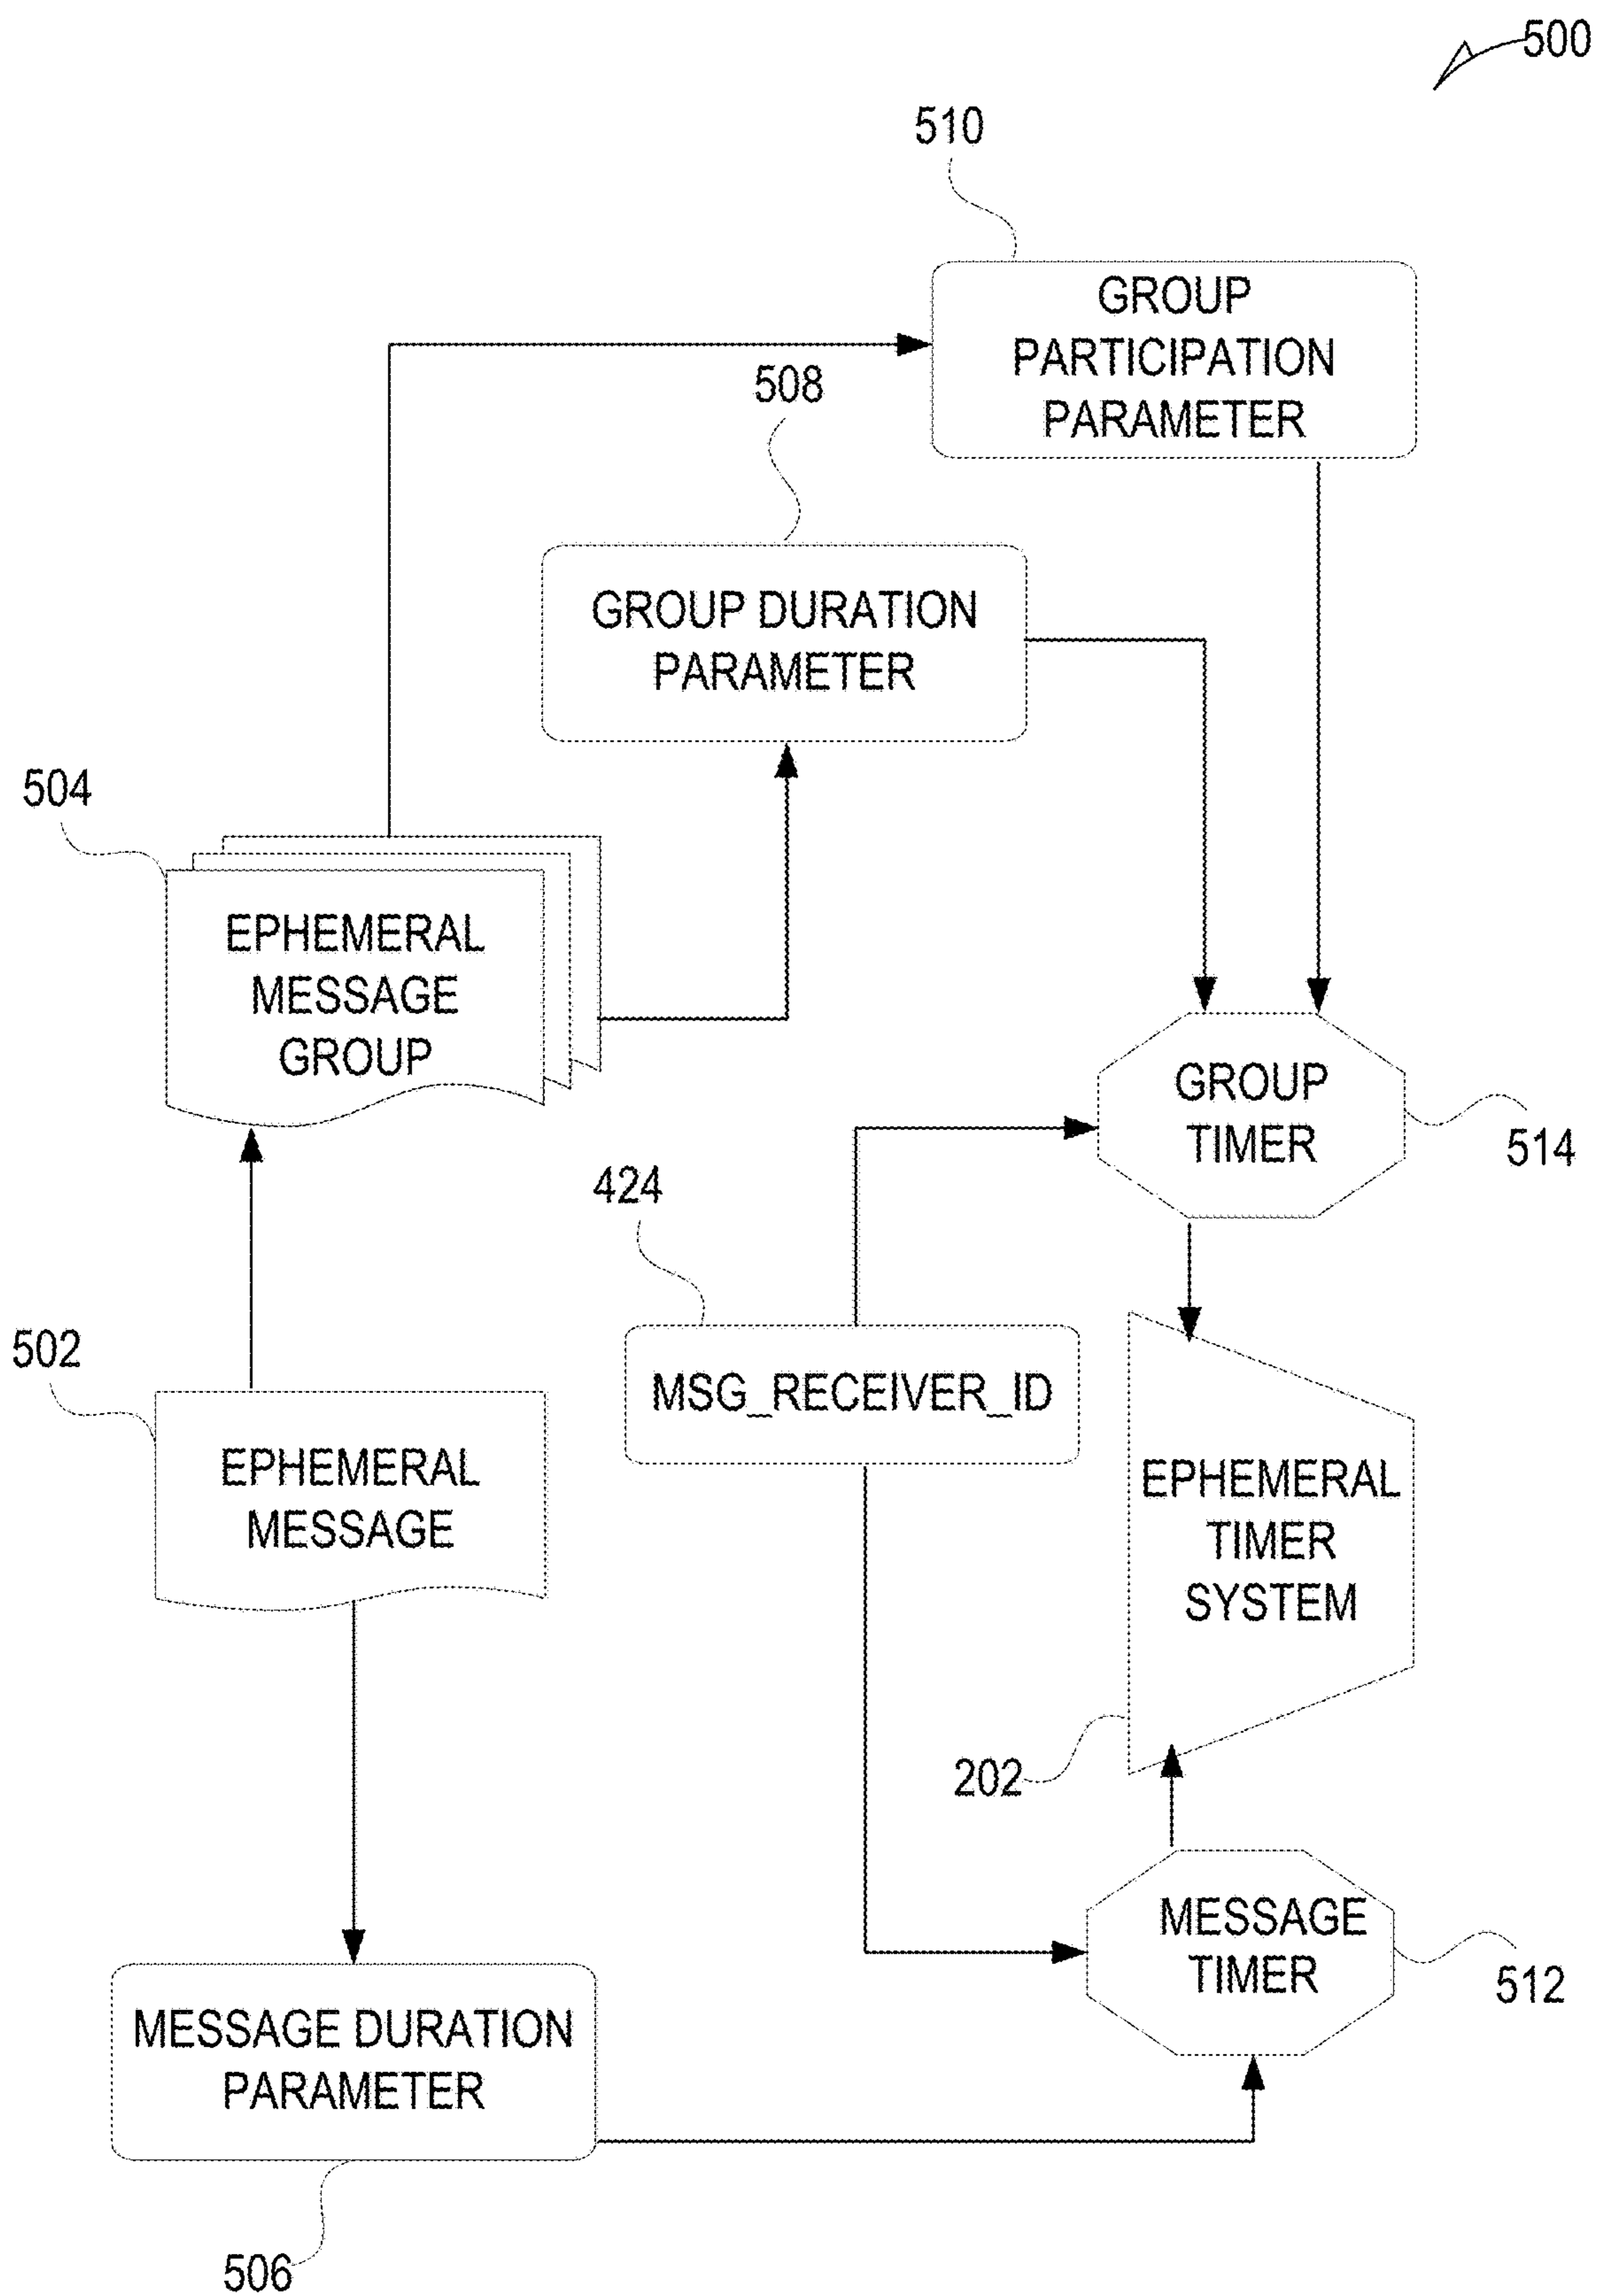 500
510
GROUP
PARTICIPATION
PARAMETER
508
GROUP DURATION
PARAMETER
504
EPHEMERAL
MESSAGE
GROUP
GROUP
TIMER
514
424
MSG_RECEIVER_ID
502
EPHEMERAL
MESSAGE
EPHEMERAL
TIMER
SYSTEM
202
MESSAGE
TIMER
512
MESSAGE DURATION
PARAMETER
506